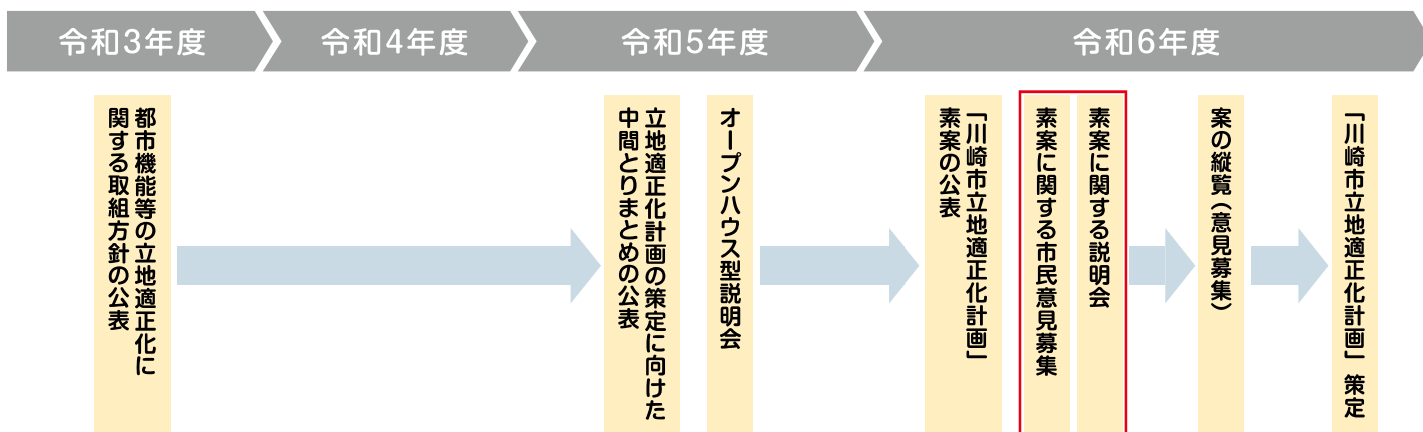 令和3年度
令和4年度
令和5年度
令和6年度
都市機能等の立地適正化に
関する取組方針の公表
立地適正化計画の策定に向けた
中間とりまとめの公表
オープンハウス型説明会
「川崎市立地適正化計画」
素案の公表
素案に関する市民意見募集
素案に関する説明会
案の縦覧（意見募集）
「川崎市立地適正化計画」策定